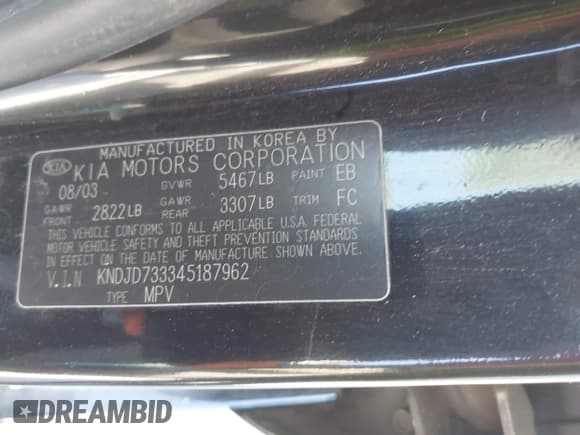 MANUFACTURED IN KOREA BY
KIA KIA MOTORS CORPORATION
08/03 GVWR 5467LB PAINT EB
GAWR FRONT 2822LB GAWR REAR 3307LB TRIM FC
THIS VEHICLE CONFORMS TO ALL APPLICABLE U.S.A. FEDERAL
MOTOR VEHICLE SAFETY AND THEFT PREVENTION STANDARDS
IN EFFECT ON THE DATE OF MANUFACTURE SHOWN ABOVE.
V.I.N KNDJD733345187962
TYPE MPV
DREAMBID